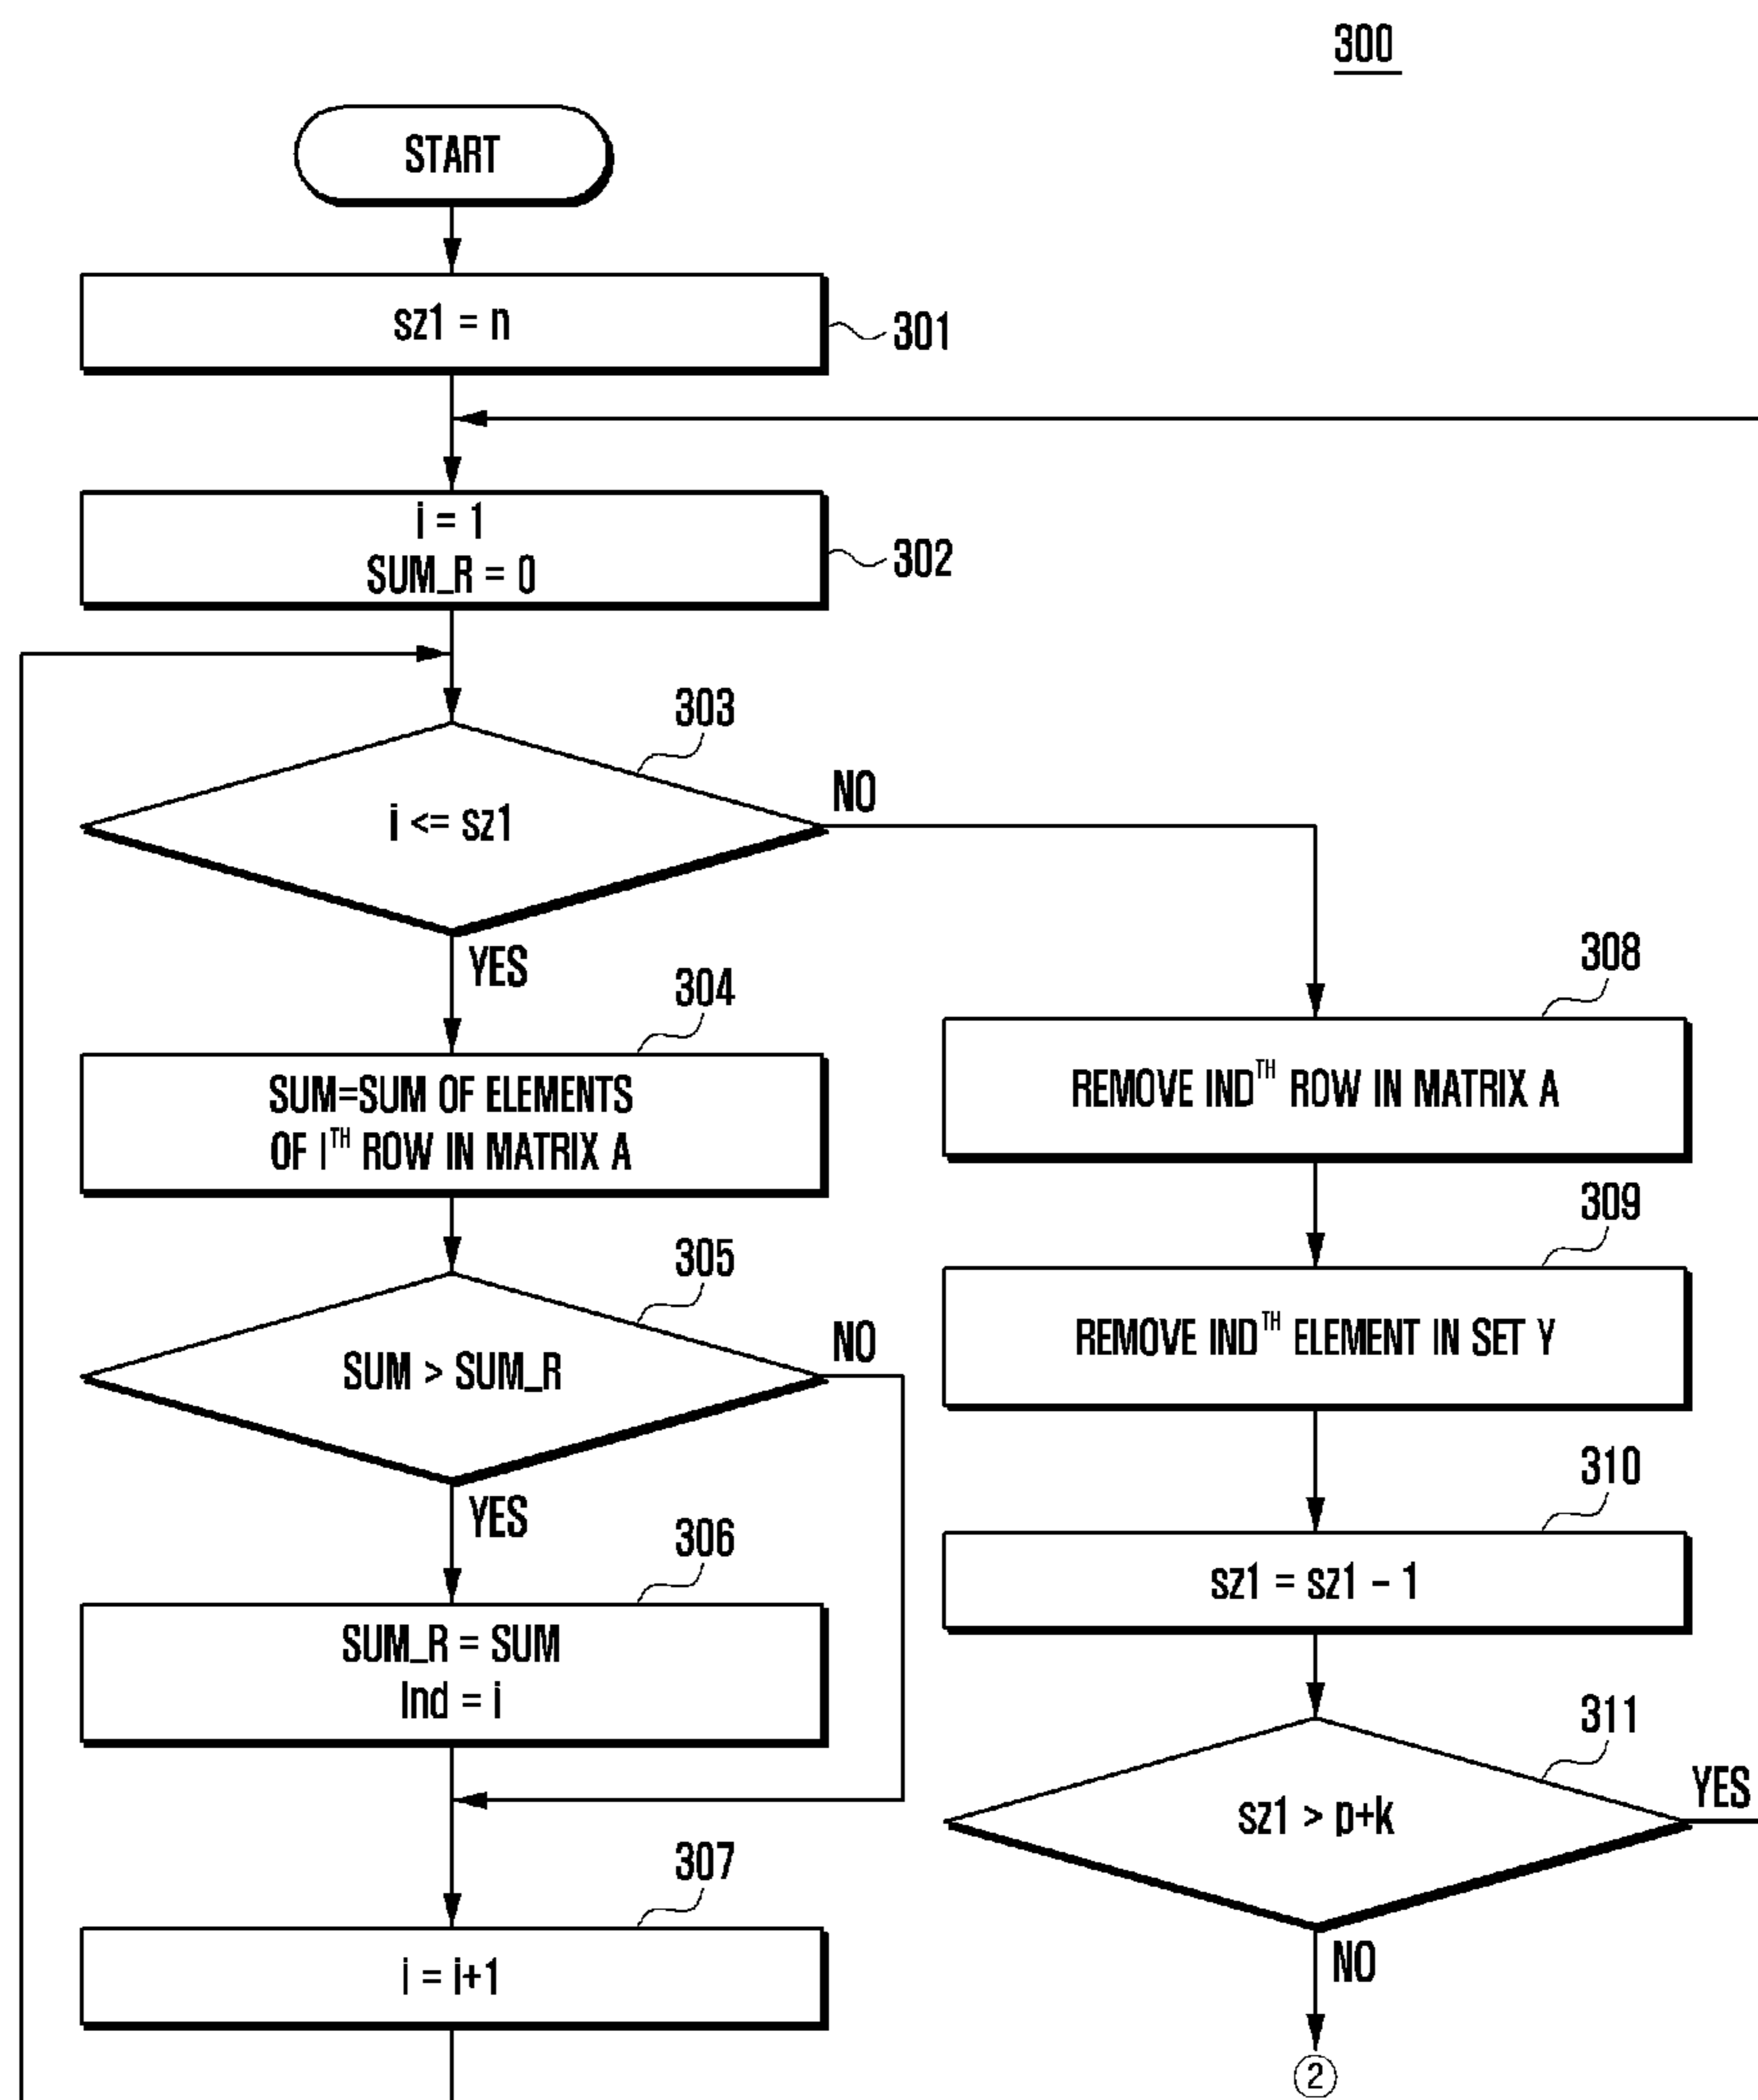 300
START
sz1 = n
301
i = 1
SUM_R = 0
302
303
i <= sz1
NO
YES
304
SUM=SUM OF ELEMENTS
OF I^TH ROW IN MATRIX A
305
SUM > SUM_R
NO
YES
306
SUM_R = SUM
Ind = i
307
i = i+1
308
REMOVE IND^TH ROW IN MATRIX A
309
REMOVE IND^TH ELEMENT IN SET Y
310
sz1 = sz1 - 1
311
sz1 > p+k
YES
NO
②